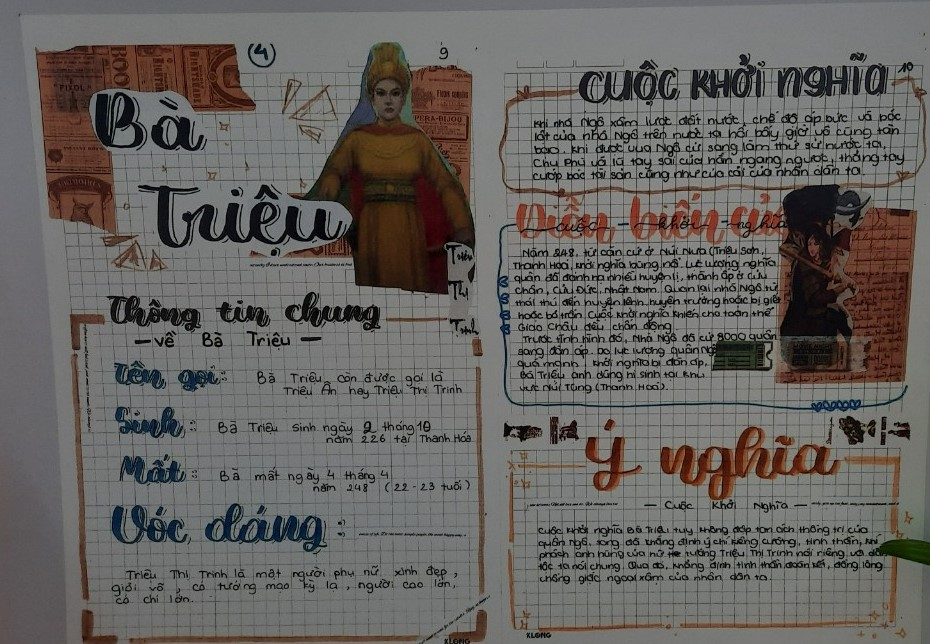 4
9
Bà
Triệu
Triệu
Thị
Trinh
Thông tin chung
— về Bà Triệu —
Tên gọi: Bà Triệu còn được gọi là
Triệu Ẩu hay Triệu Thị Trinh
Sinh: Bà Triệu sinh ngày 2 tháng 10
năm 226 tại Thanh Hóa
Mất: Bà mất ngày 4 tháng 4
năm 248 (22-23 tuổi)
Vóc dáng:
Triệu Thị Trinh là một người phụ nữ xinh đẹp,
giỏi võ, có tướng mạo kỳ lạ, người cao lớn,
có chí lớn.
KLONG
10
Cuộc khởi nghĩa
Khi nhà Ngô xâm lược đất nước, chế độ áp bức và bóc
lột của nhà Ngô trên nước ta hồi bấy giờ vô cùng tàn
bạo. Khi được vua Ngô cử sang làm thứ sử nước ta,
Chu Phù và lũ tay sai của hắn ngang ngược, thẳng tay
cướp bóc tài sản cũng như của cải của nhân dân ta.
Diễn biến của
— cuộc — khởi — nghĩa
Năm 248, từ căn cứ ở Núi Nưa (Triệu Sơn,
Thanh Hoá), khởi nghĩa bùng nổ. Lực lượng nghĩa
quân đã đánh hạ nhiều huyện lị, thành ấp ở Cửu
Chân, Cửu Đức, Nhật Nam. Quan lại nhà Ngô từ
thái thú đến huyện lệnh, huyện trưởng hoặc bị giết
hoặc bỏ trốn. Cuộc khởi nghĩa khiến cho toàn thể
Giao Châu đều chấn động.
Trước tình hình đó, Nhà Ngô đã cử 8000 quân
sang đàn áp. Do lực lượng quân Ngô
quá mạnh, khởi nghĩa bị đàn áp.
Bà Triệu anh dũng hi sinh tại khu
vực Núi Tùng (Thanh Hoá).
Ý nghĩa
— Cuộc Khởi Nghĩa —
Cuộc khởi nghĩa Bà Triệu tuy không đập tan ách thống trị của
quân Ngô, song đã khẳng định ý chí kiên cường, tinh thần, khí
phách anh hùng của nữ tướng Triệu Thị Trinh nói riêng và dân
tộc ta nói chung. Qua đó, khẳng định tinh thần đoàn kết, đồng lòng
chống giặc ngoại xâm của nhân dân ta.
KLONG